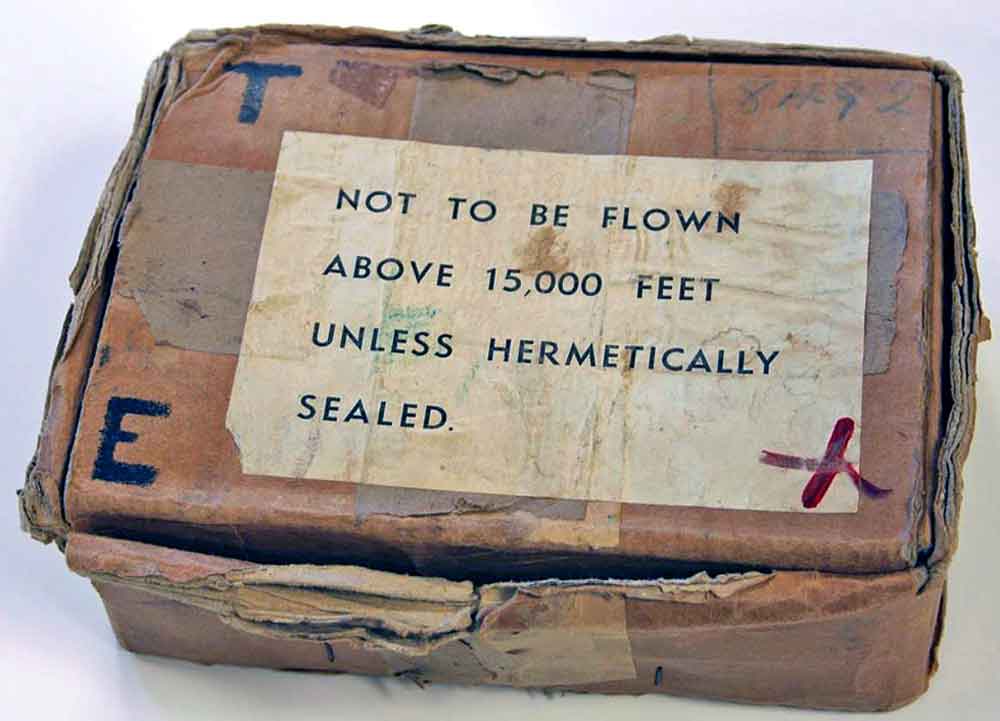 T
NOT TO BE FLOWN
ABOVE 15,000 FEET
UNLESS HERMETICALLY
SEALED.
E